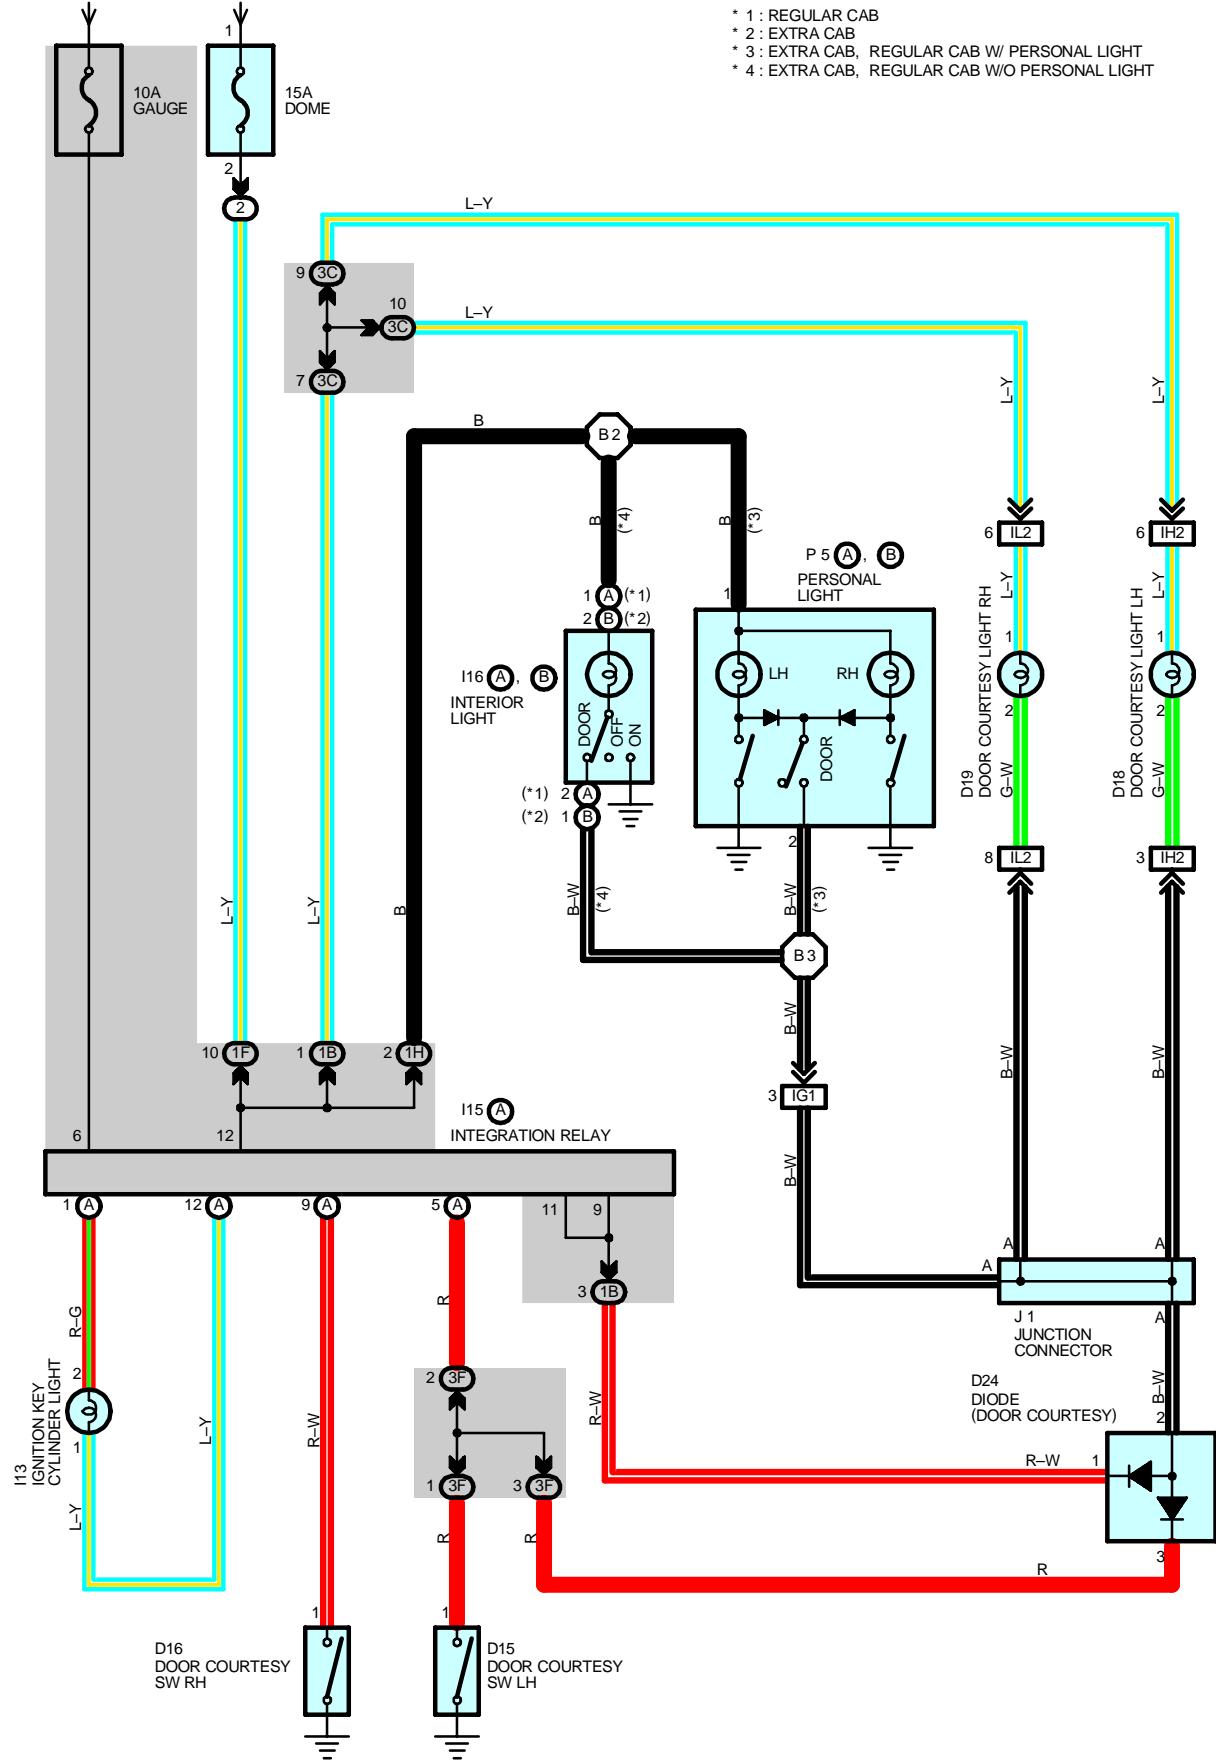 * 1 : REGULAR CAB
* 2 : EXTRA CAB
* 3 : EXTRA CAB, REGULAR CAB W/ PERSONAL LIGHT
* 4 : EXTRA CAB, REGULAR CAB W/O PERSONAL LIGHT
1
10A
GAUGE
15A
DOME
2
2
L–Y
9 3C
10
3C
L–Y
7 3C
L–Y
L–Y
B
B 2
B
(* 4)
B
(* 3)
6 IL2
6 IH2
P 5 A , B
PERSONAL
LIGHT
L–Y
L–Y
1 A (* 1)
2 B (* 2)
1
1
1
I16 A , B
INTERIOR
LIGHT
LH
RH
DOOR
OFF
ON
DOOR
2
2
D19
DOOR COURTESY LIGHT RH
G–W
D18
DOOR COURTESY LIGHT LH
G–W
(* 1) 2 A
(* 2) 1 B
2
8 IL2
3 IH2
L–Y
L–Y
B
B–W
(* 4)
B–W
(* 3)
B 3
B–W
10 1F
1 1B
2 1H
B–W
B–W
3 IG1
I15 A
INTEGRATION RELAY
6
12
B–W
1 A
12 A
9 A
5 A
11
9
A
A
A
3 1B
R–G
R
A
J 1
JUNCTION
CONNECTOR
2
2 3F
D24
DIODE
(DOOR COURTESY)
B–W
2
I13
IGNITION KEY
CYLINDER LIGHT
1
L–Y
R–W
R–W
R–W
1
1 3F
3 3F
L–Y
R
R
3
R
1
1
D16
DOOR COURTESY
SW RH
D15
DOOR COURTESY
SW LH